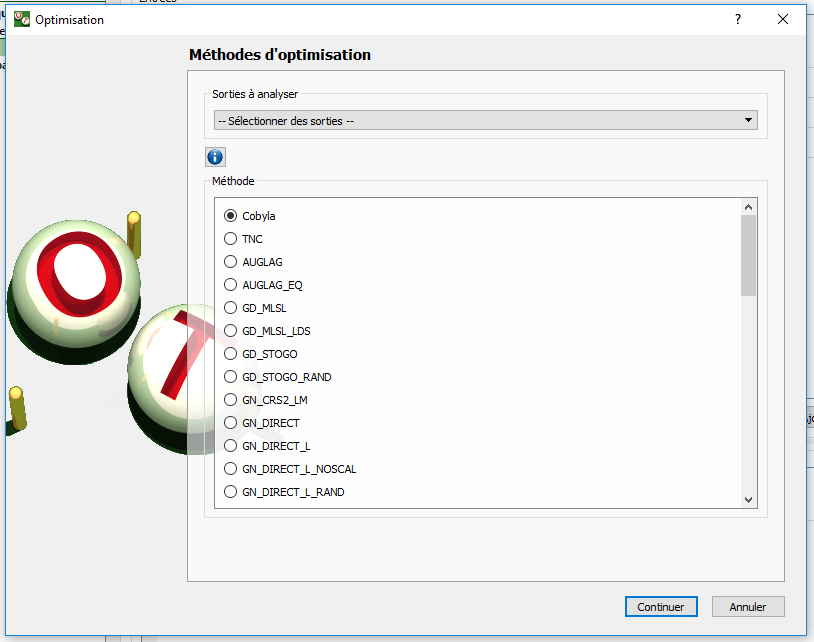 Entrées
Optimisation
?
Méthodes d'optimisation
Sorties à analyser
-- Sélectionner des sorties --
Méthode
Cobyla
TNC
AUGLAG
AUGLAG_EQ
GD_MLSL
GD_MLSL_LDS
GD_STOGO
GD_STOGO_RAND
GN_CRS2_LM
GN_DIRECT
GN_DIRECT_L
GN_DIRECT_L_NOSCAL
GN_DIRECT_L_RAND
O
T
Continuer
Annuler